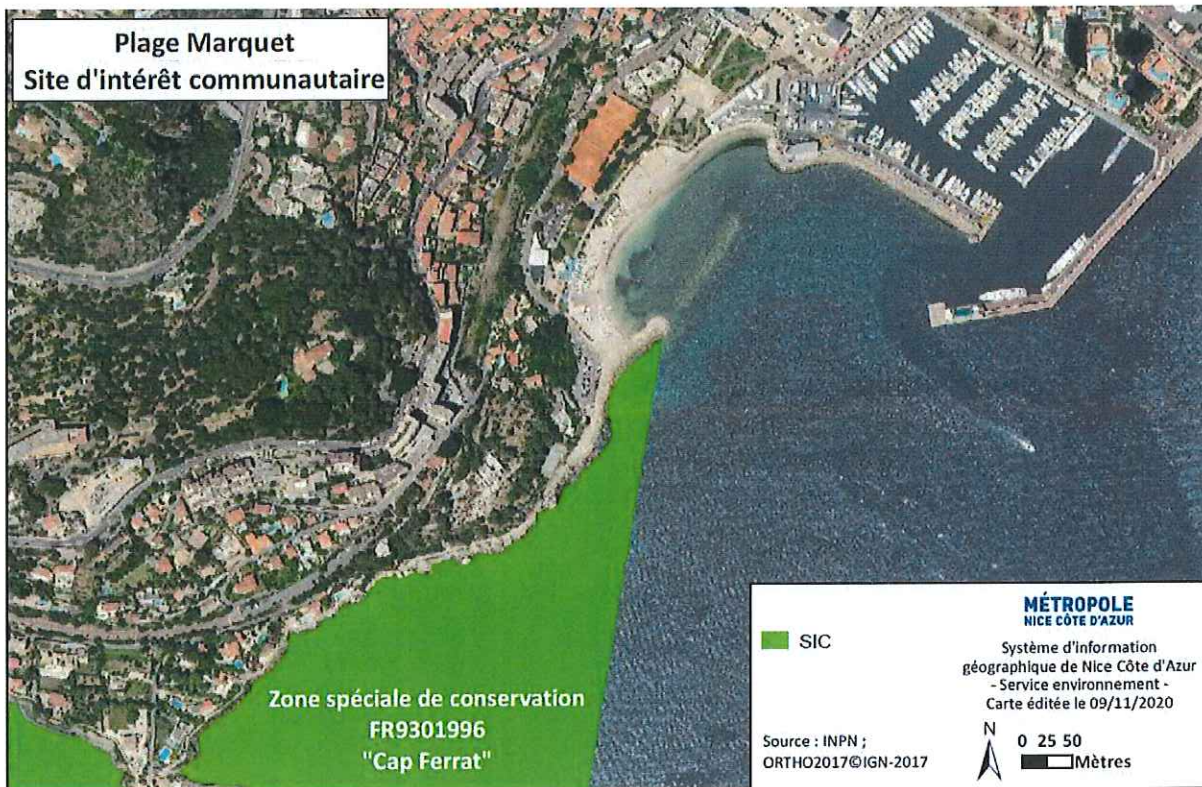 Plage Marquet
Site d'intérêt communautaire
Zone spéciale de conservation
FR9301996
"Cap Ferrat"
SIC
MÉTROPOLE
NICE CÔTE D'AZUR
Système d'information
géographique de Nice Côte d'Azur
- Service environnement -
Carte éditée le 09/11/2020
Source : INPN ;
ORTHO2017©IGN-2017
N
0 25 50
Mètres